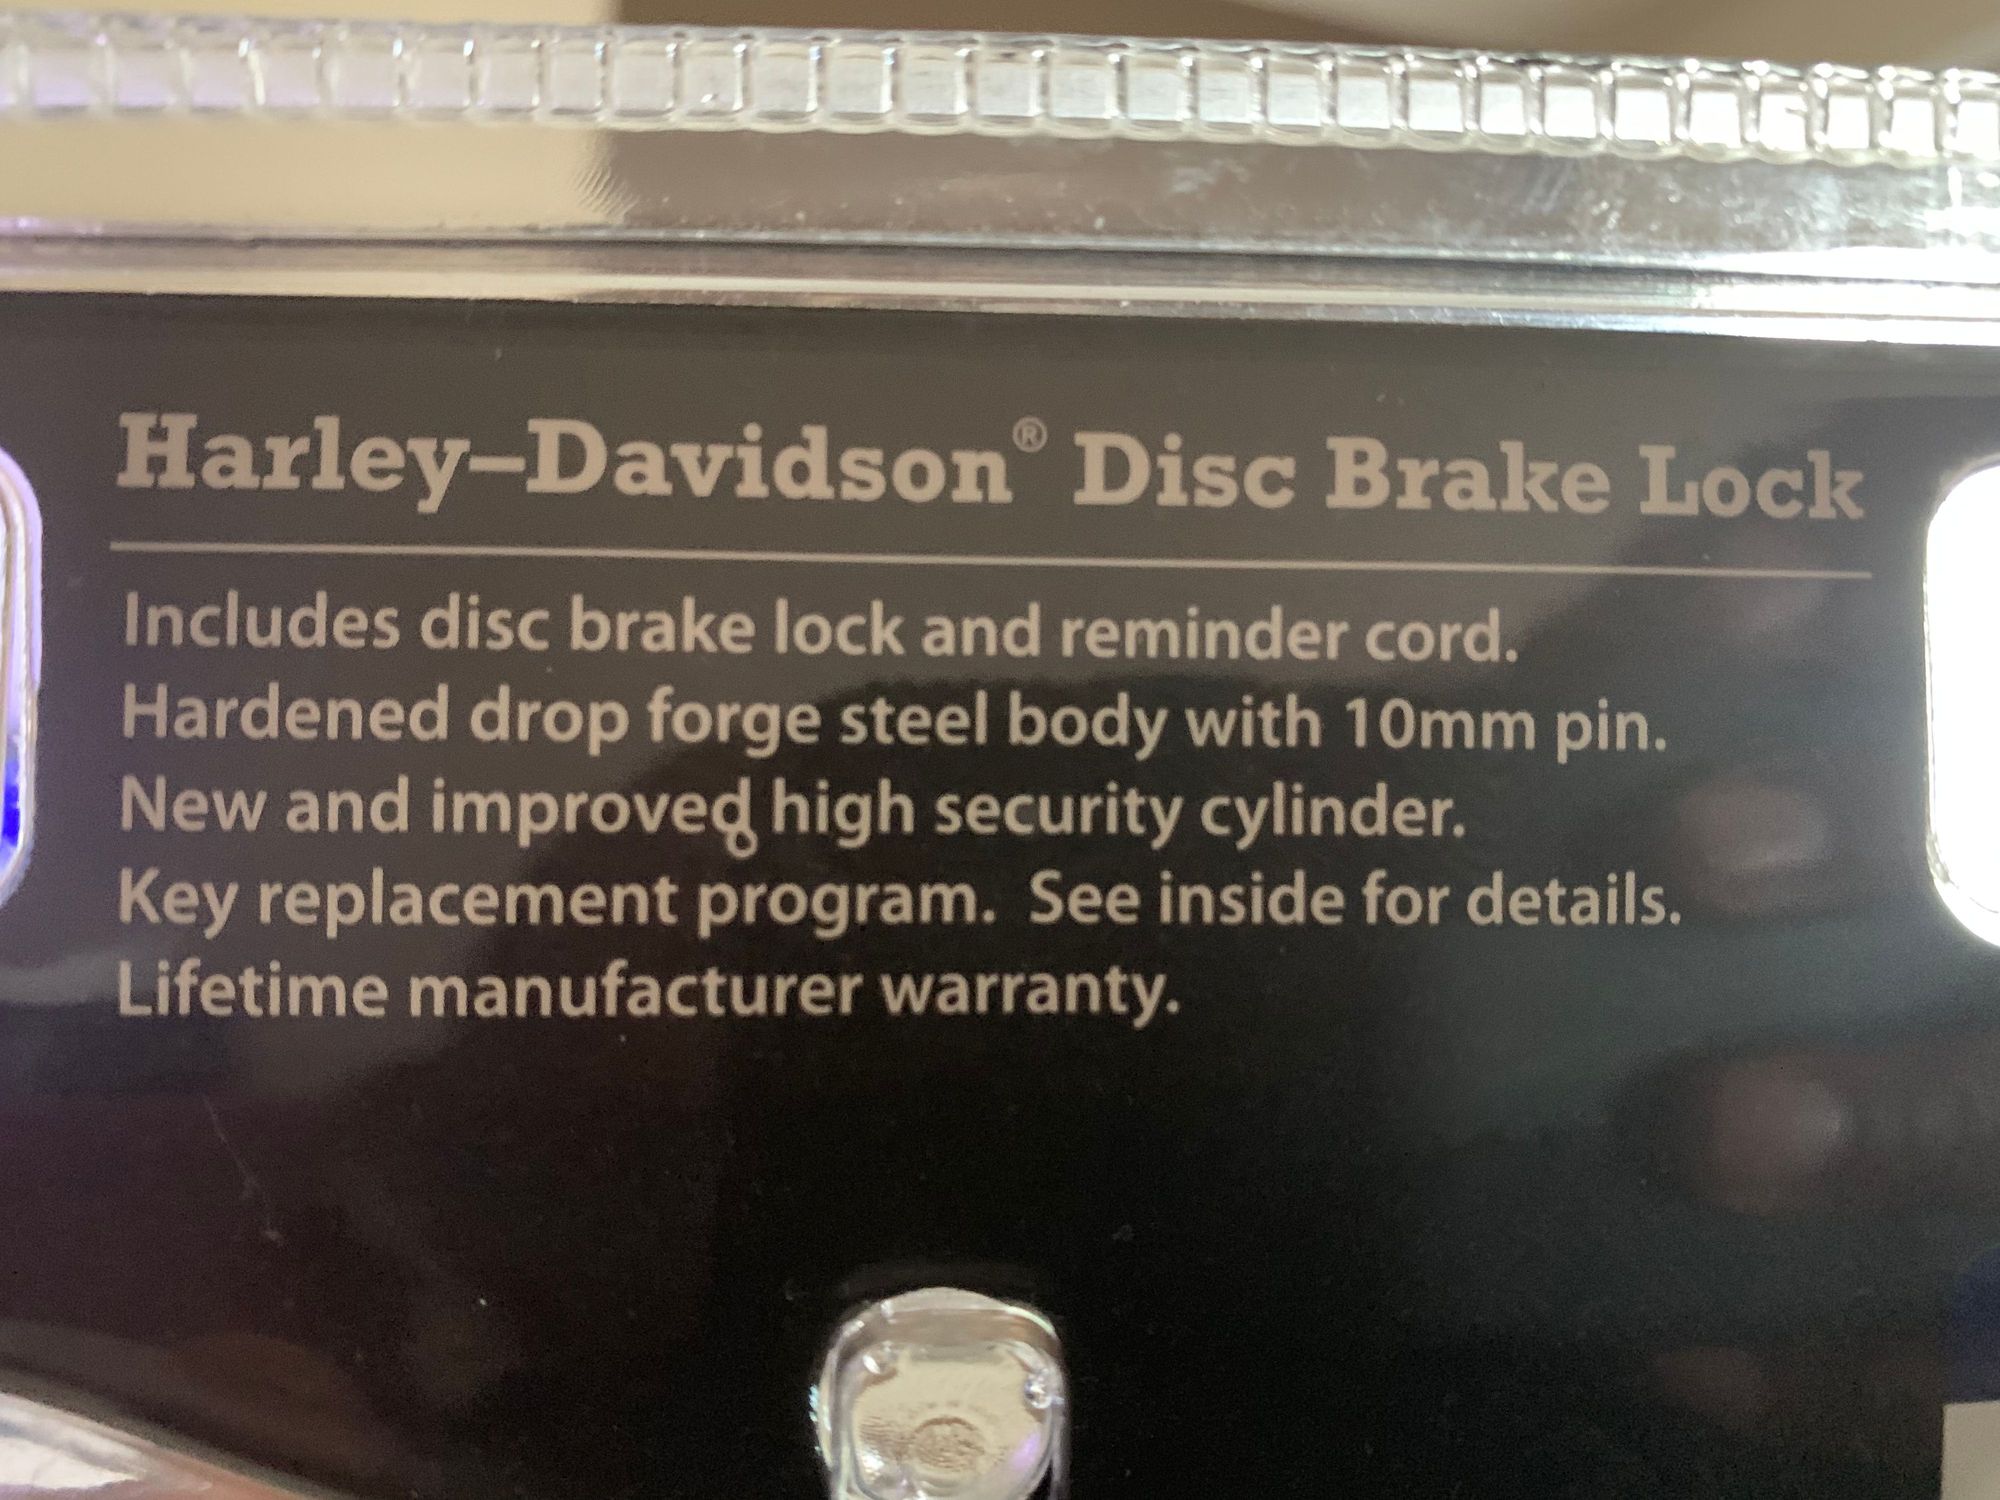 Harley-Davidson® Disc Brake Lock
Includes disc brake lock and reminder cord.
Hardened drop forge steel body with 10mm pin.
New and improved high security cylinder.
Key replacement program. See inside for details.
Lifetime manufacturer warranty.